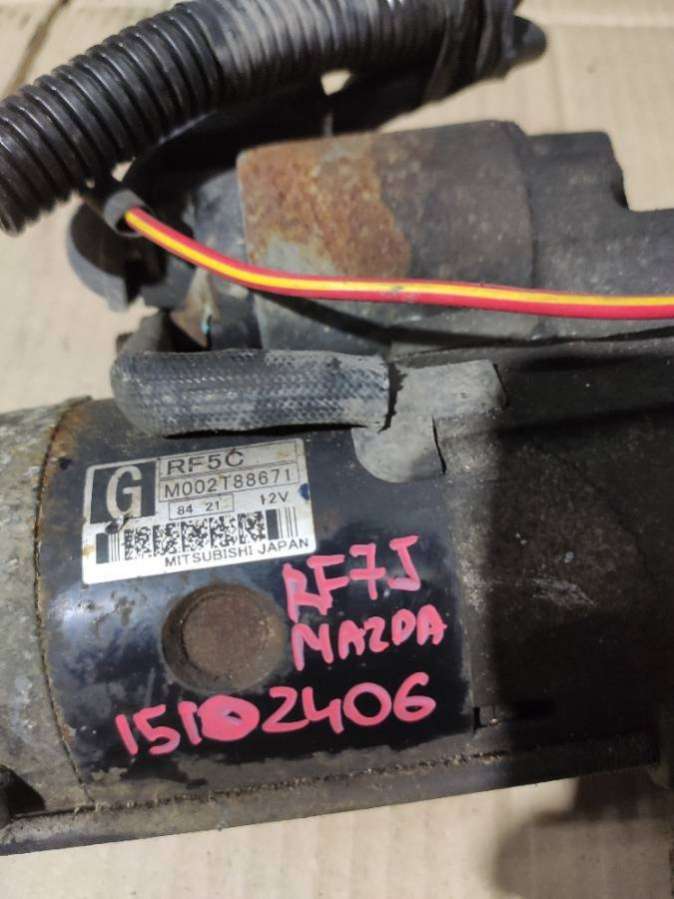 G
RF5C
M002T88671
84 21 12V
MITSUBISHI JAPAN
RF7J
MAZDA
15102406